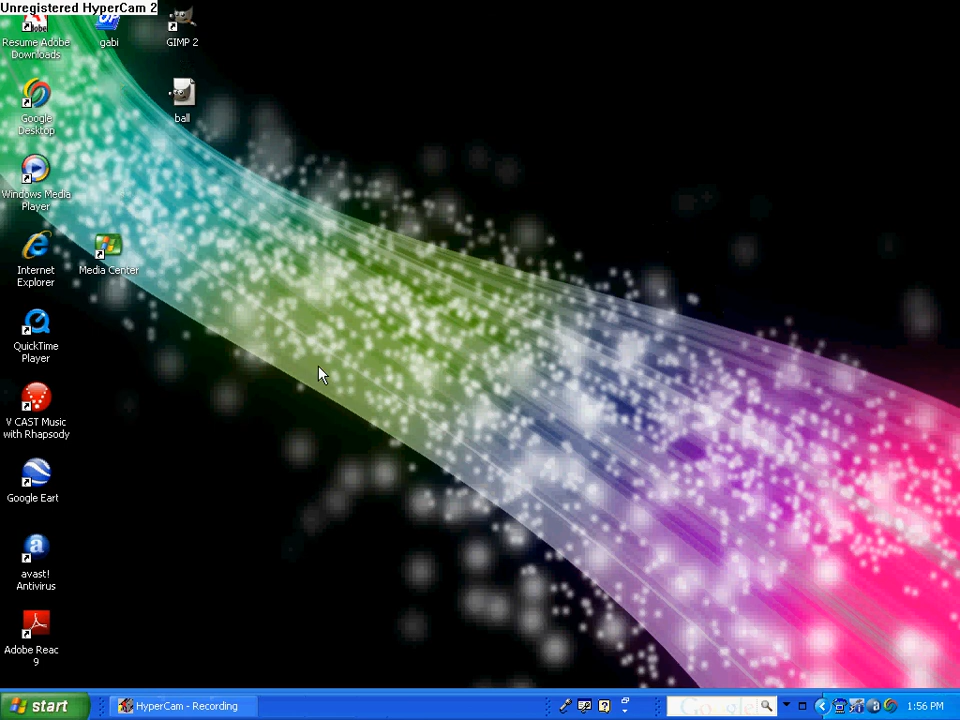 Unregistered HyperCam 2
Resume Adobe
Downloads
gabi
GIMP 2
Google
Desktop
ball
Windows Media
Player
Internet
Explorer
Media Center
QuickTime
Player
V CAST Music
with Rhapsody
Google Eart
avast!
Antivirus
Adobe Reac
9
start
HyperCam - Recording
Google
1:56 PM